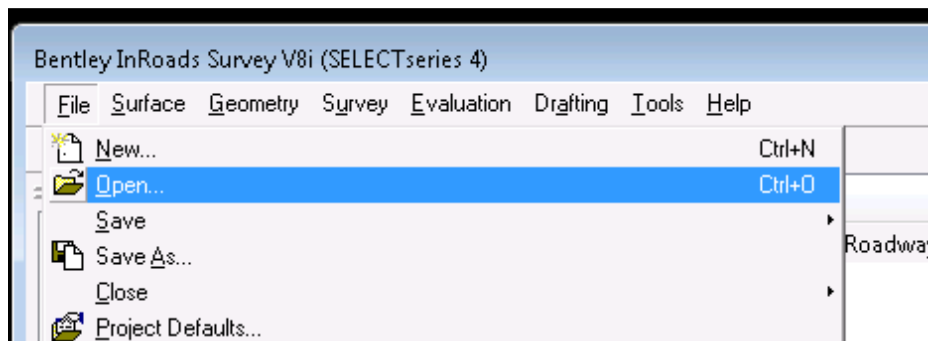 Bentley InRoads Survey V8i (SELECTseries 4)
File Surface Geometry Survey Evaluation Drafting Tools Help
New... Ctrl+N
Open... Ctrl+O
Save
Save As...
Roadway
Close
Project Defaults...